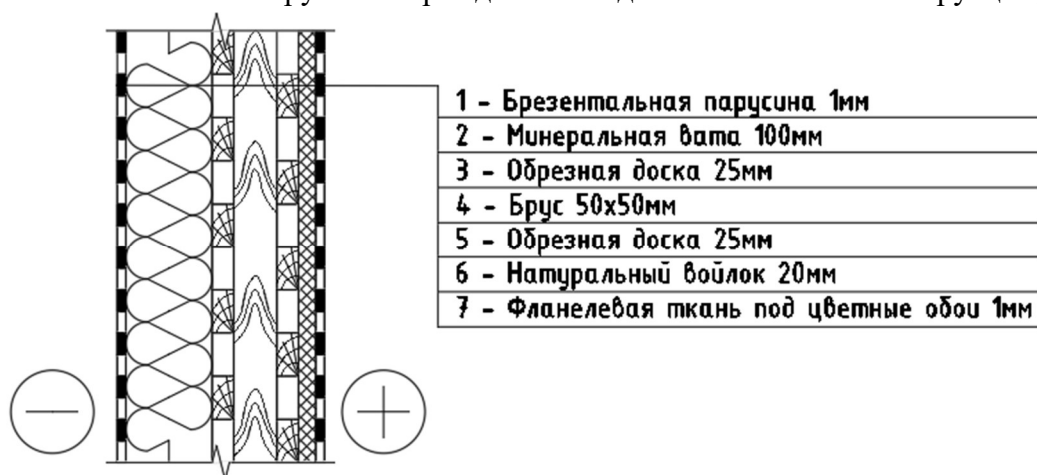 1 - Брезентальная парусина 1мм
2 - Минеральная вата 100мм
3 - Обрезная доска 25мм
4 - Брус 50х50мм
5 - Обрезная доска 25мм
6 - Натуральный войлок 20мм
7 - Фланелевая ткань под цветные обои 1мм